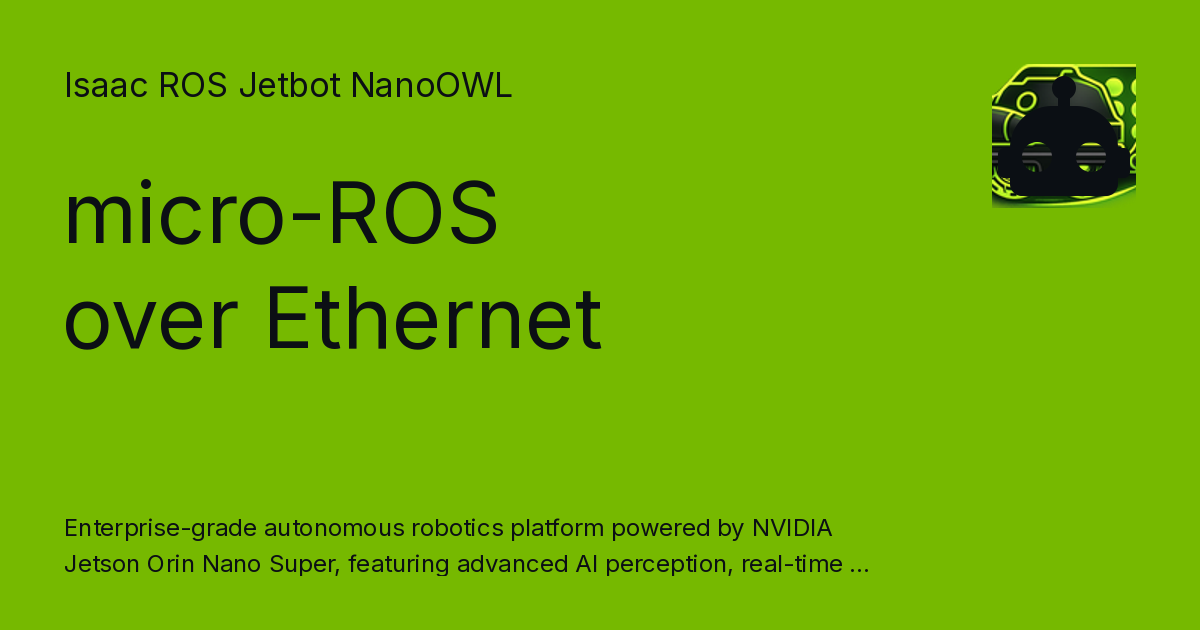 Isaac ROS Jetbot NanoOWL
micro-ROS
over Ethernet
Enterprise-grade autonomous robotics platform powered by NVIDIA
Jetson Orin Nano Super, featuring advanced AI perception, real-time ...